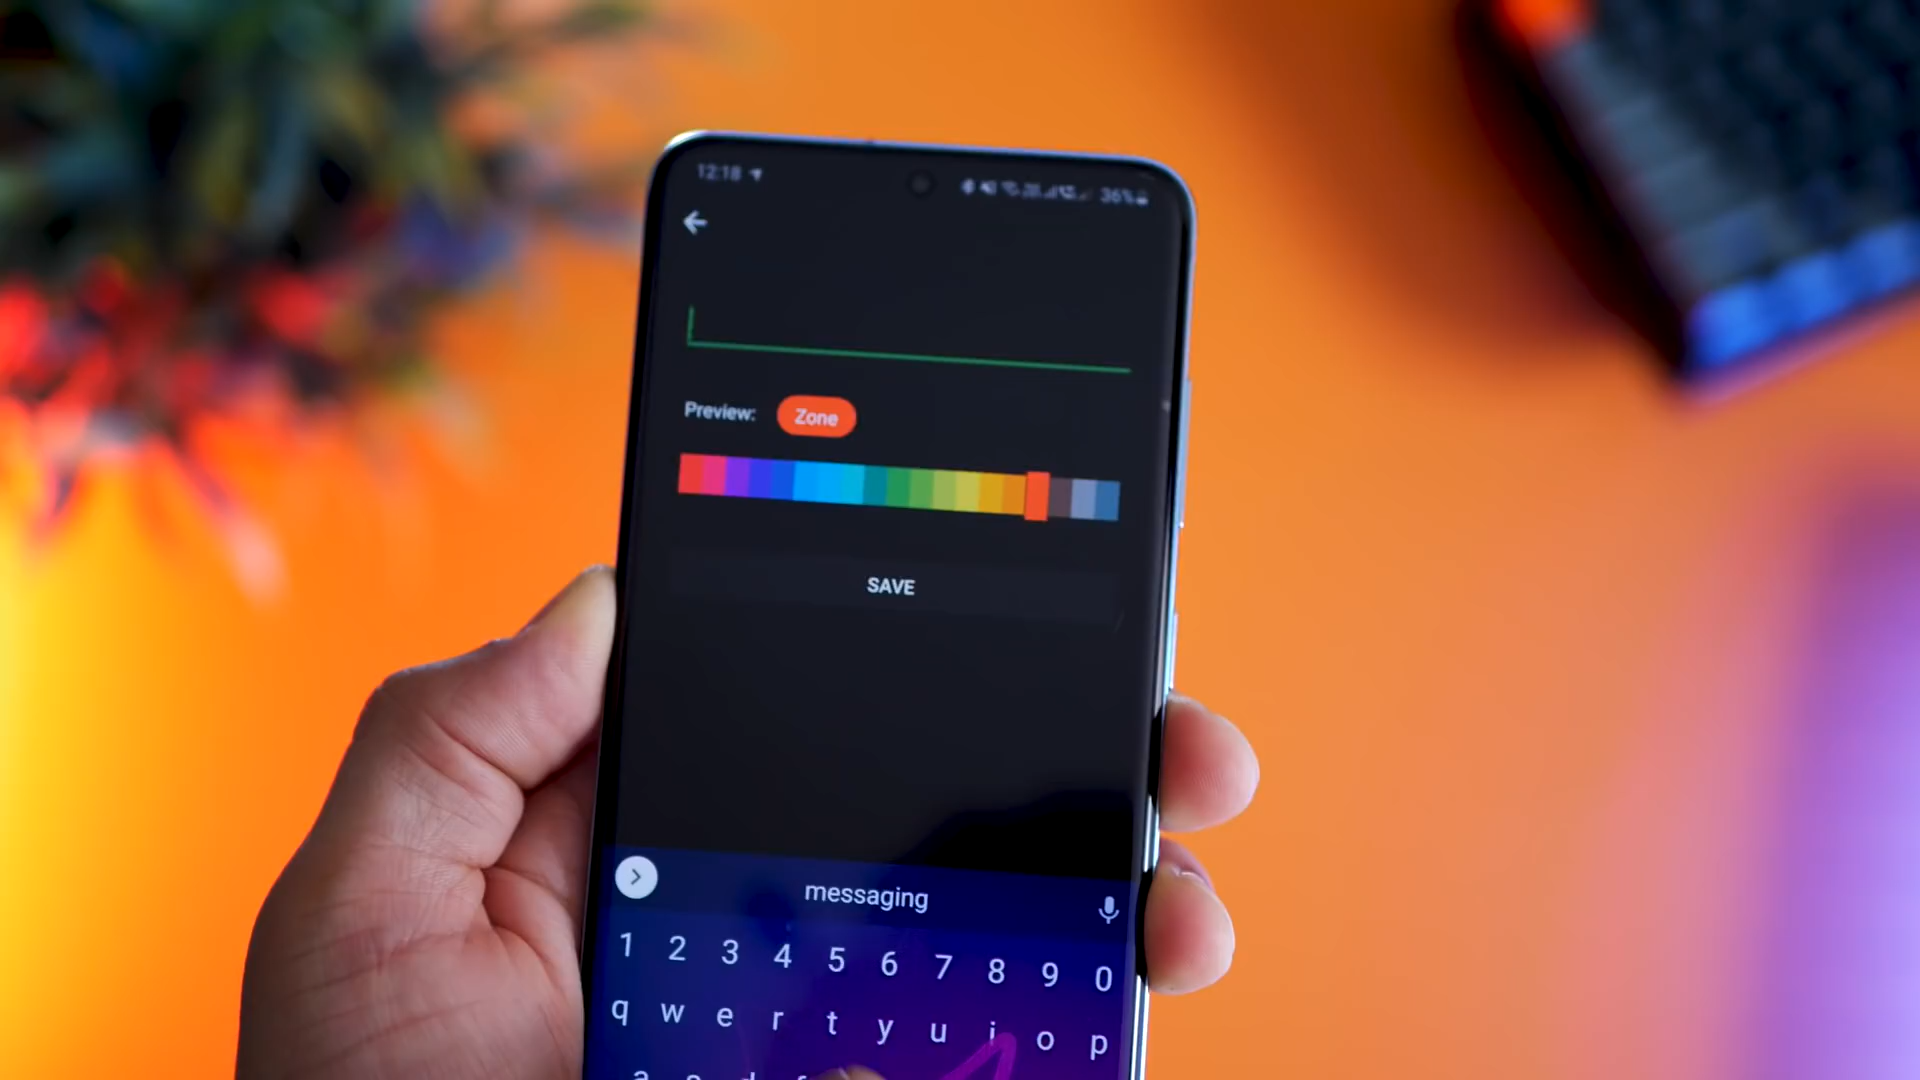 12:18 36%
Preview: Zone
SAVE
messaging
1 2 3 4 5 6 7 8 9 0
q w e r t y u i o p